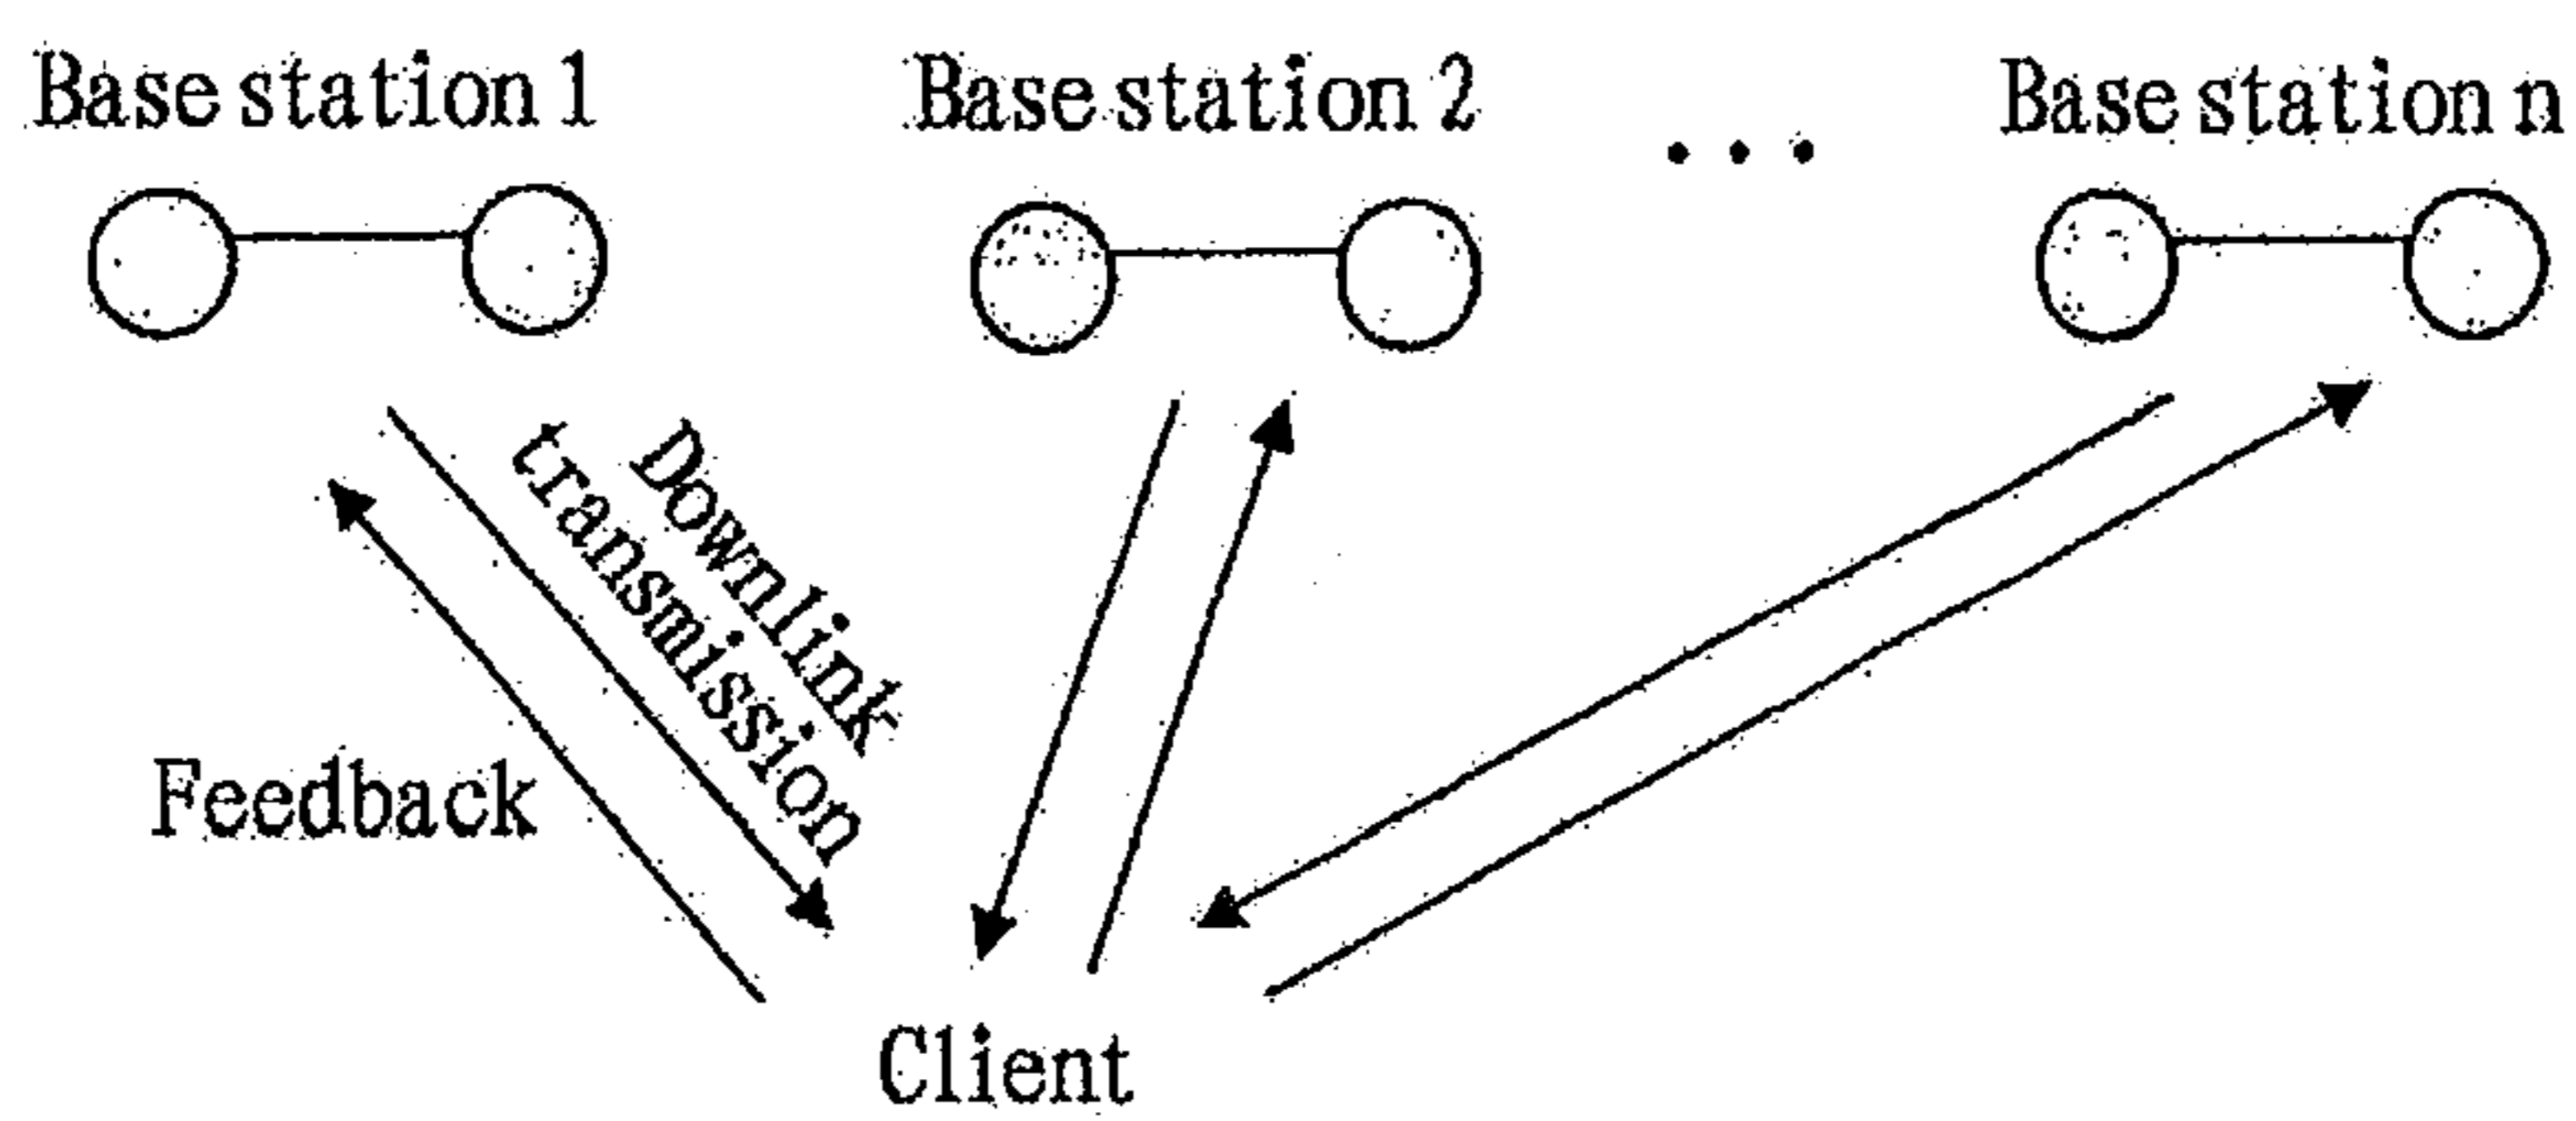 Base station 1
Base station 2
...
Base station n
Downlink
transmission
Feedback
Client